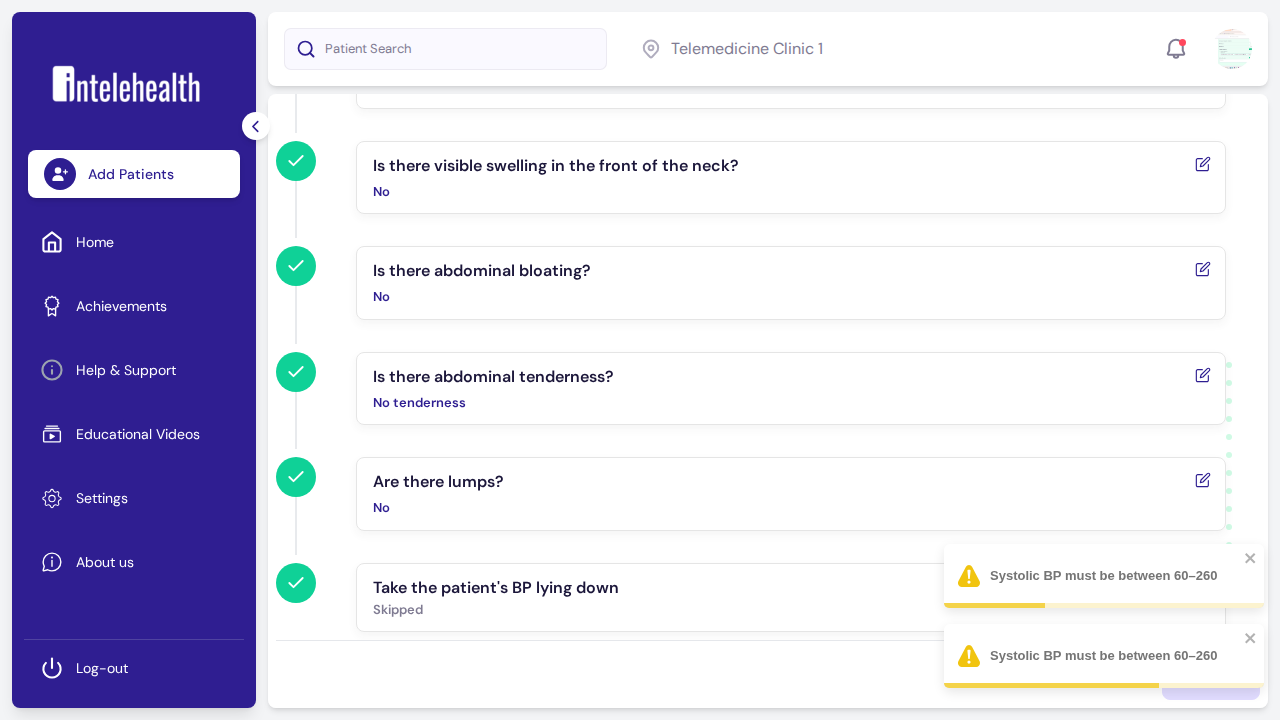 intelehealth
Add Patients
Home
Achievements
Help & Support
Educational Videos
Settings
About us
Log-out
Patient Search
Telemedicine Clinic 1
Is there visible swelling in the front of the neck?
No
Is there abdominal bloating?
No
Is there abdominal tenderness?
No tenderness
Are there lumps?
No
Take the patient's BP lying down
Skipped
Systolic BP must be between 60–260
Systolic BP must be between 60–260